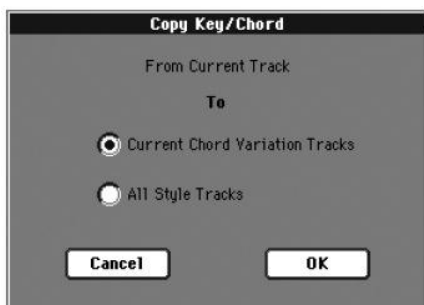 Copy Key/Chord
From Current Track
To
Current Chord Variation Tracks
All Style Tracks
Cancel
OK